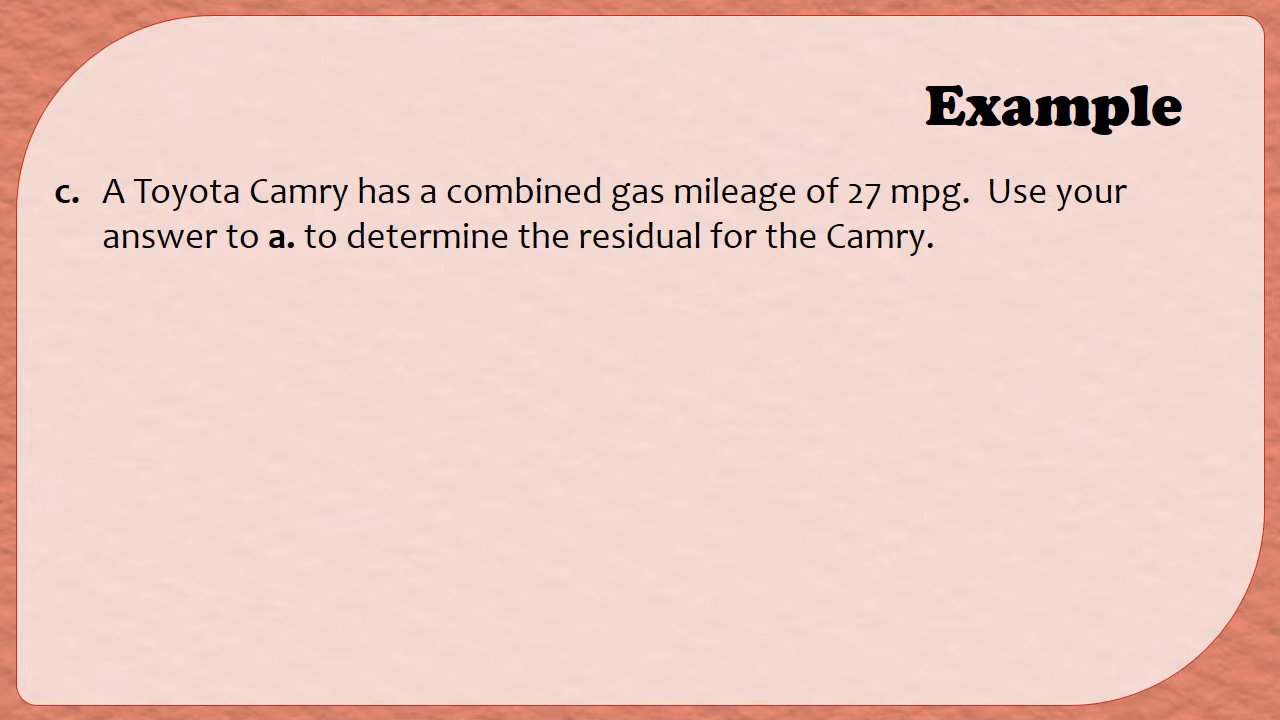 Example
c. A Toyota Camry has a combined gas mileage of 27 mpg.  Use your
answer to a. to determine the residual for the Camry.